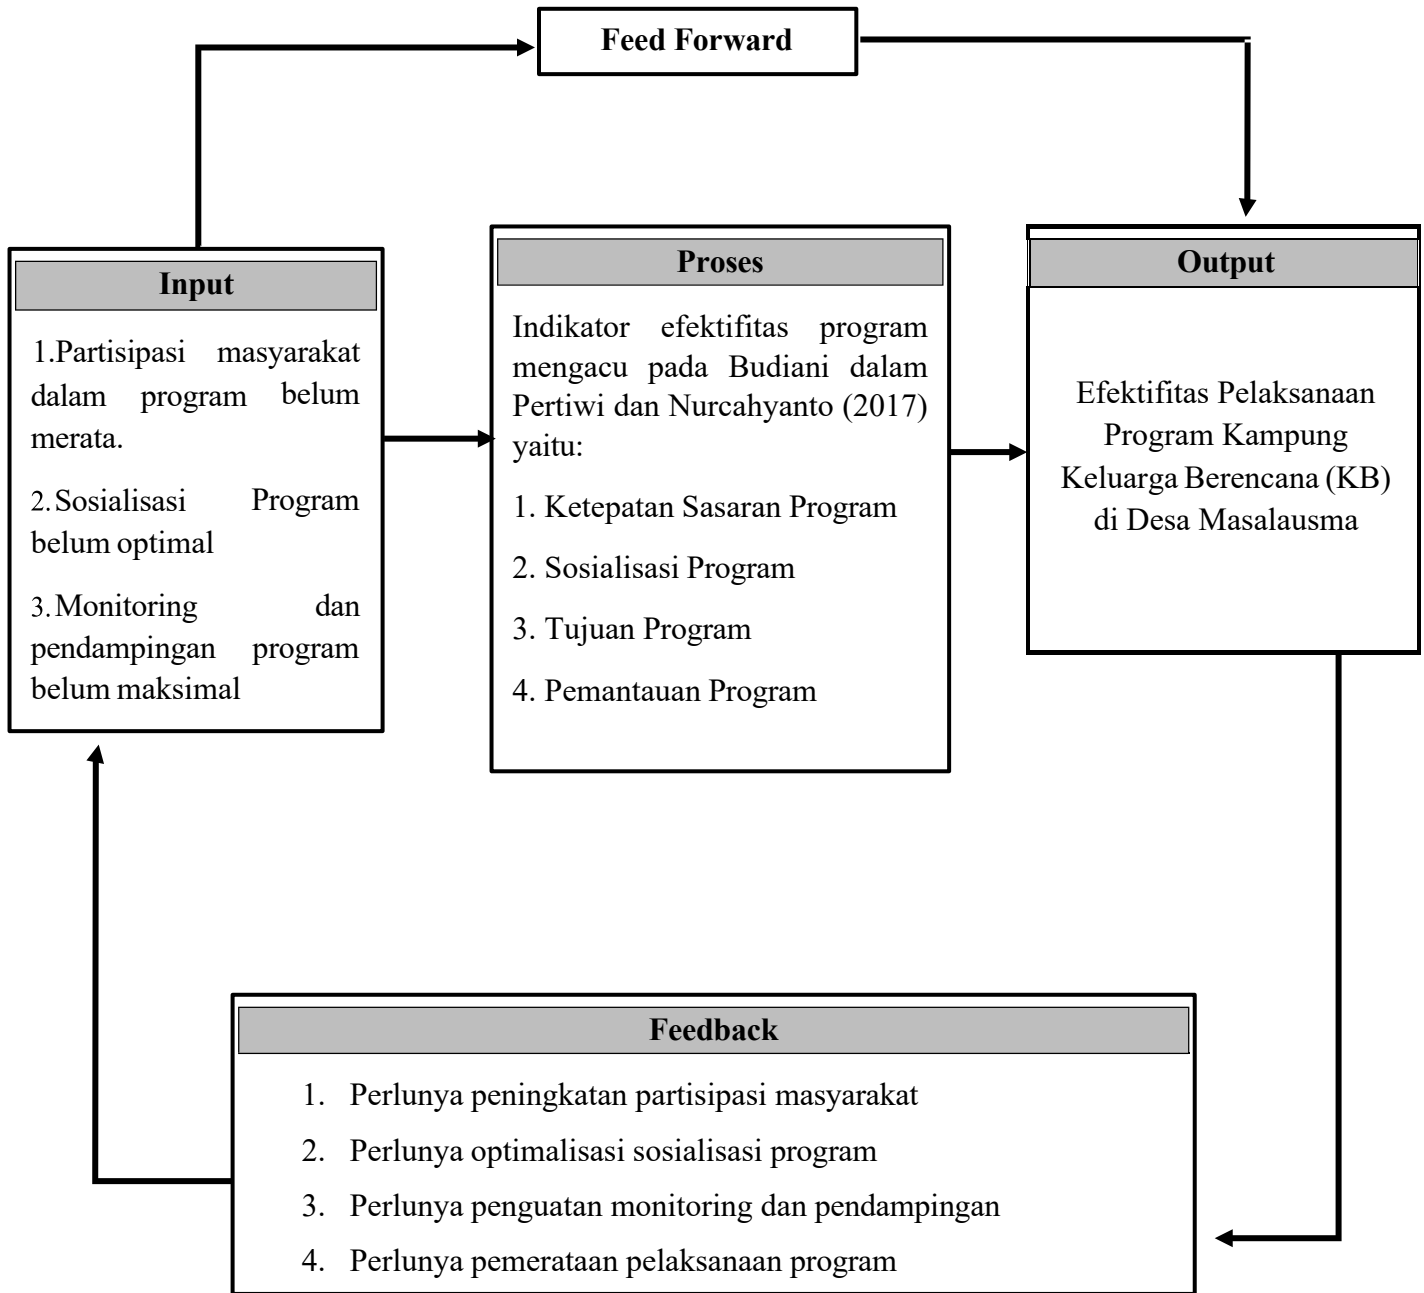 Feed Forward
Input
1.Partisipasi masyarakat
dalam program belum
merata.
2.Sosialisasi Program
belum optimal
3.Monitoring dan
pendampingan program
belum maksimal
Proses
Indikator efektifitas program
mengacu pada Budiani dalam
Pertiwi dan Nurcahyanto (2017)
yaitu:
1. Ketepatan Sasaran Program
2. Sosialisasi Program
3. Tujuan Program
4. Pemantauan Program
Output
Efektifitas Pelaksanaan
Program Kampung
Keluarga Berencana (KB)
di Desa Masalausma
Feedback
1. Perlunya peningkatan partisipasi masyarakat
2. Perlunya optimalisasi sosialisasi program
3. Perlunya penguatan monitoring dan pendampingan
4. Perlunya pemerataan pelaksanaan program